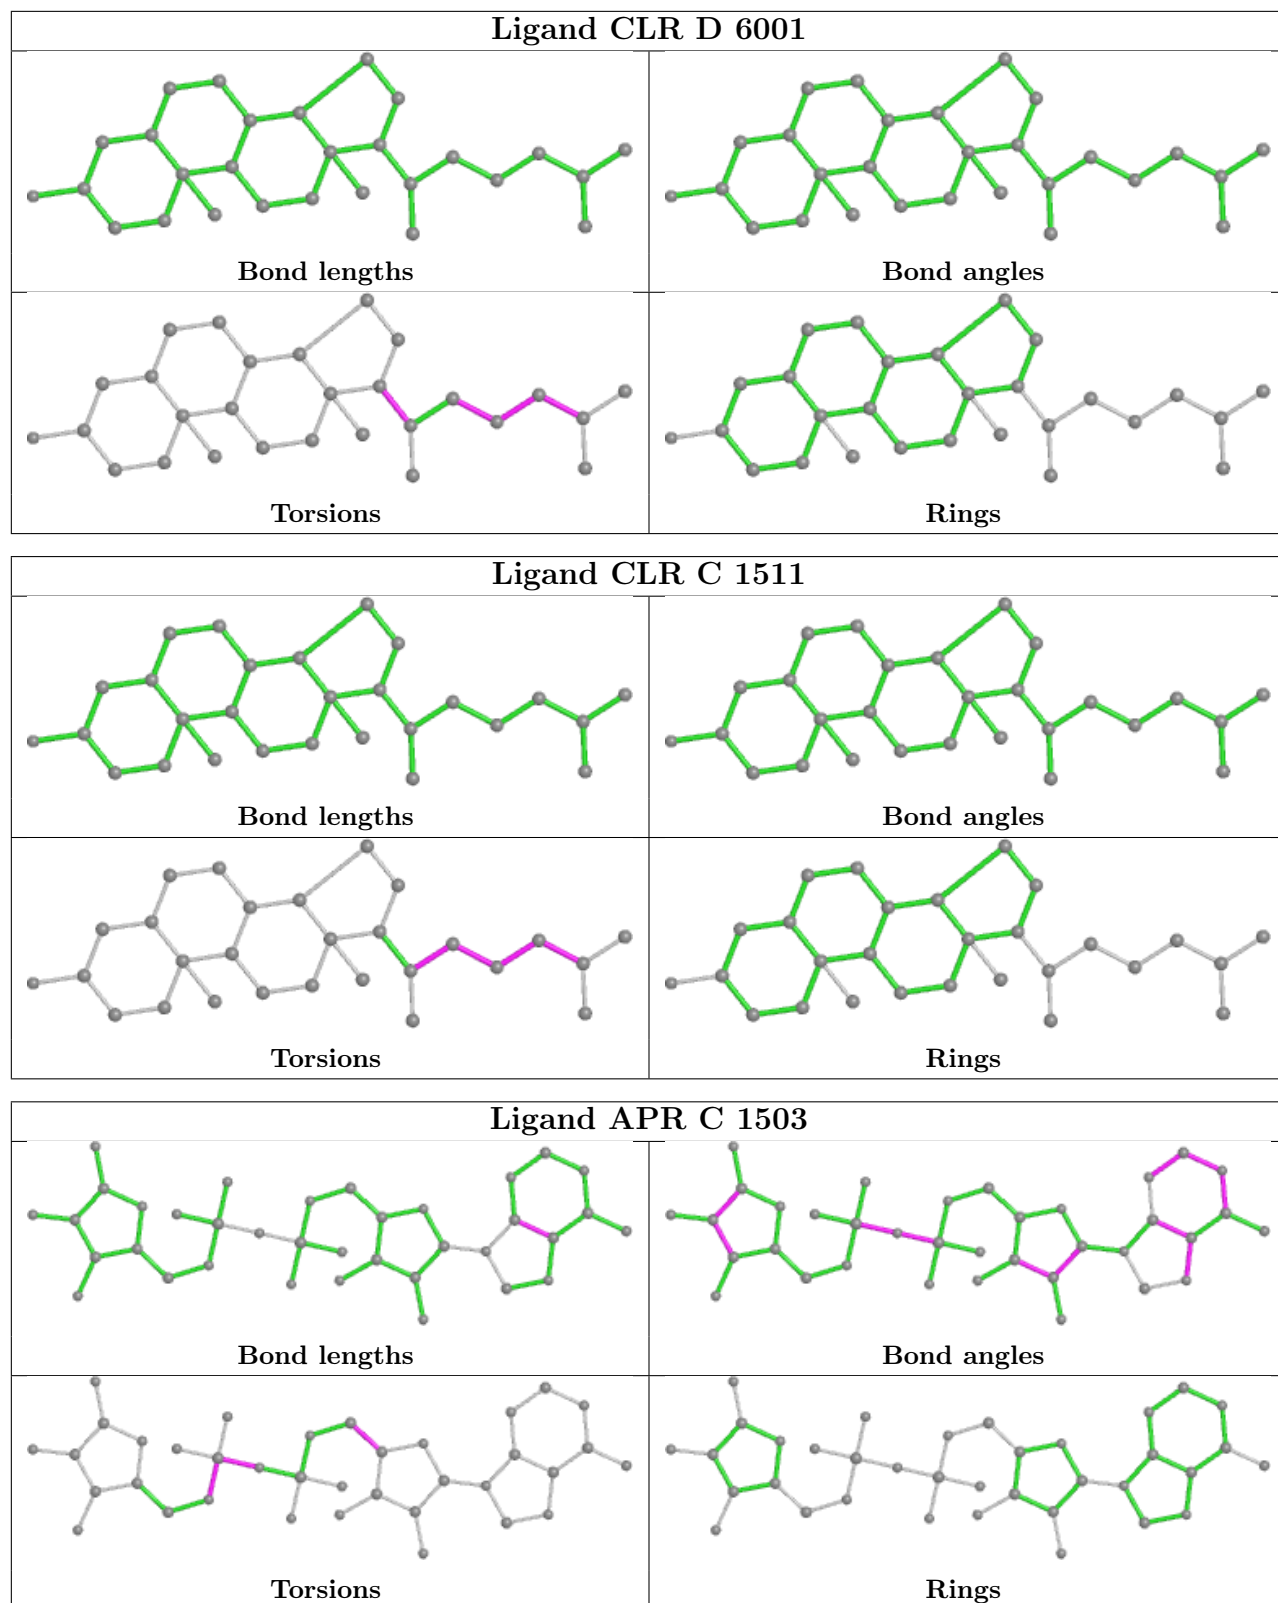 Ligand CLR D 6001
Bond lengths
Bond angles
Torsions
Rings
Ligand CLR C 1511
Bond lengths
Bond angles
Torsions
Rings
Ligand APR C 1503
Bond lengths
Bond angles
Torsions
Rings